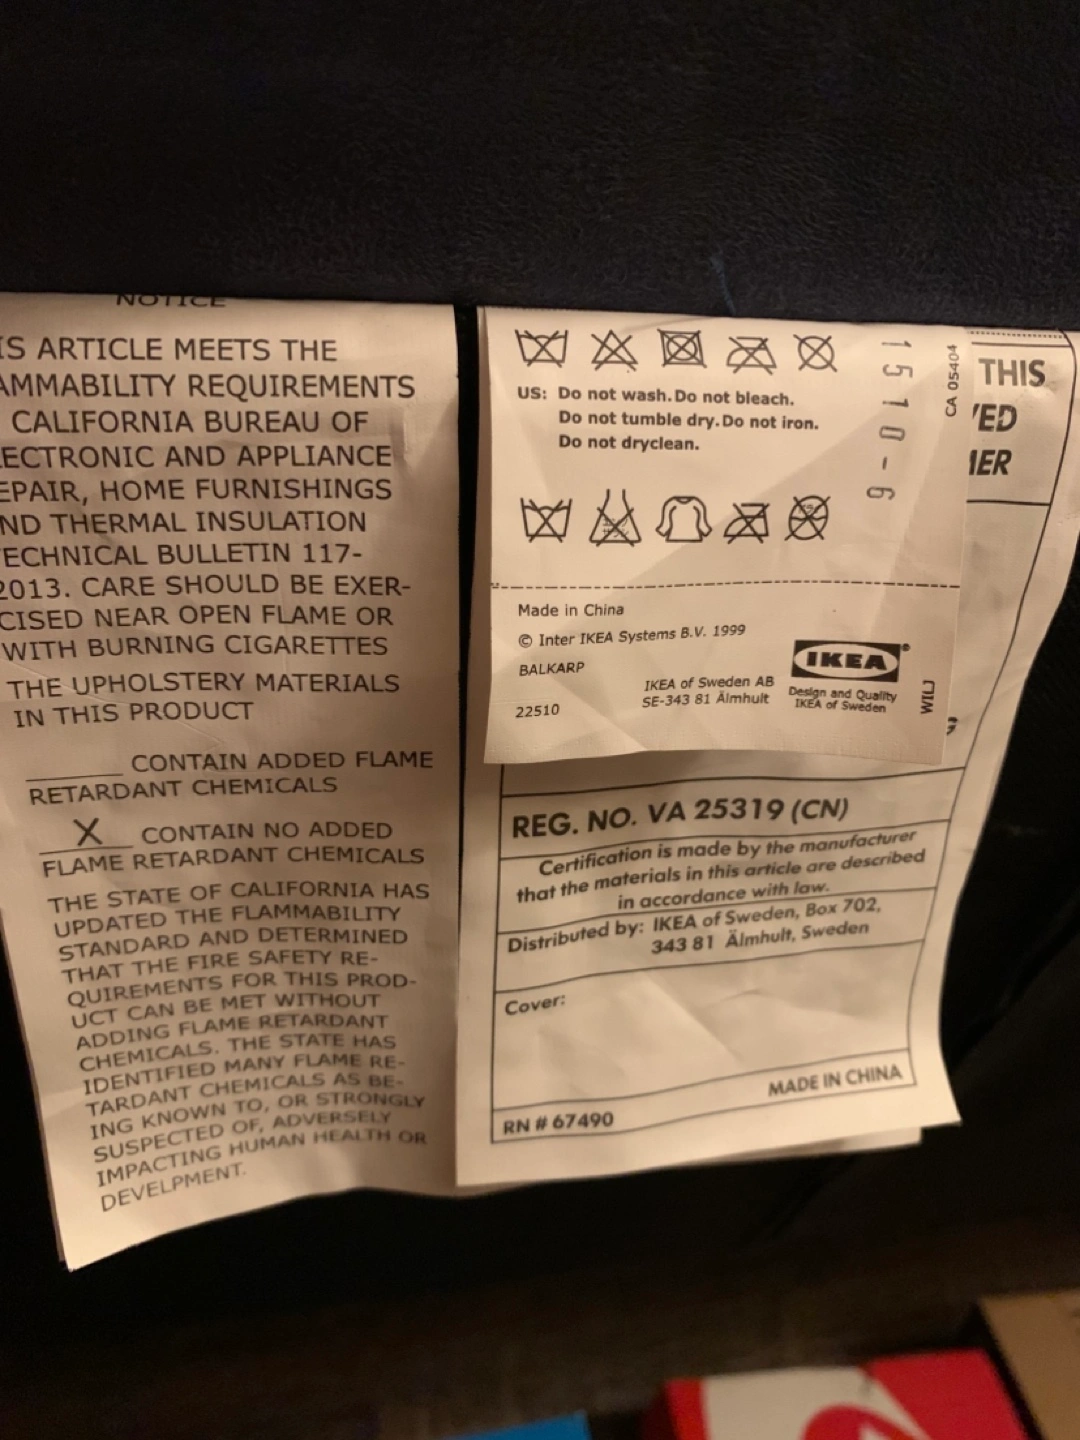 NOTICE
IS ARTICLE MEETS THE
AMMABILITY REQUIREMENTS
CALIFORNIA BUREAU OF
ECTRONIC AND APPLIANCE
EPAIR, HOME FURNISHINGS
ND THERMAL INSULATION
ECHNICAL BULLETIN 117-
2013. CARE SHOULD BE EXER-
CISED NEAR OPEN FLAME OR
WITH BURNING CIGARETTES
THE UPHOLSTERY MATERIALS
IN THIS PRODUCT
_______ CONTAIN ADDED FLAME
RETARDANT CHEMICALS
X CONTAIN NO ADDED
FLAME RETARDANT CHEMICALS
THE STATE OF CALIFORNIA HAS
UPDATED THE FLAMMABILITY
STANDARD AND DETERMINED
THAT THE FIRE SAFETY RE-
QUIREMENTS FOR THIS PROD-
UCT CAN BE MET WITHOUT
ADDING FLAME RETARDANT
CHEMICALS. THE STATE HAS
IDENTIFIED MANY FLAME RE-
TARDANT CHEMICALS AS BE-
ING KNOWN TO, OR STRONGLY
SUSPECTED OF, ADVERSELY
IMPACTING HUMAN HEALTH OR
DEVELPMENT.
US: Do not wash. Do not bleach.
Do not tumble dry. Do not iron.
Do not dryclean.
1510-6
CA 05404
Made in China
© Inter IKEA Systems B.V. 1999
BALKARP
22510
IKEA of Sweden AB
SE-343 81 Älmhult
IKEA®
Design and Quality
IKEA of Sweden
WILJ
THIS
VED
MER
REG. NO. VA 25319 (CN)
Certification is made by the manufacturer
that the materials in this article are described
in accordance with law.
Distributed by: IKEA of Sweden, Box 702,
343 81 Älmhult, Sweden
Cover:
MADE IN CHINA
RN # 67490